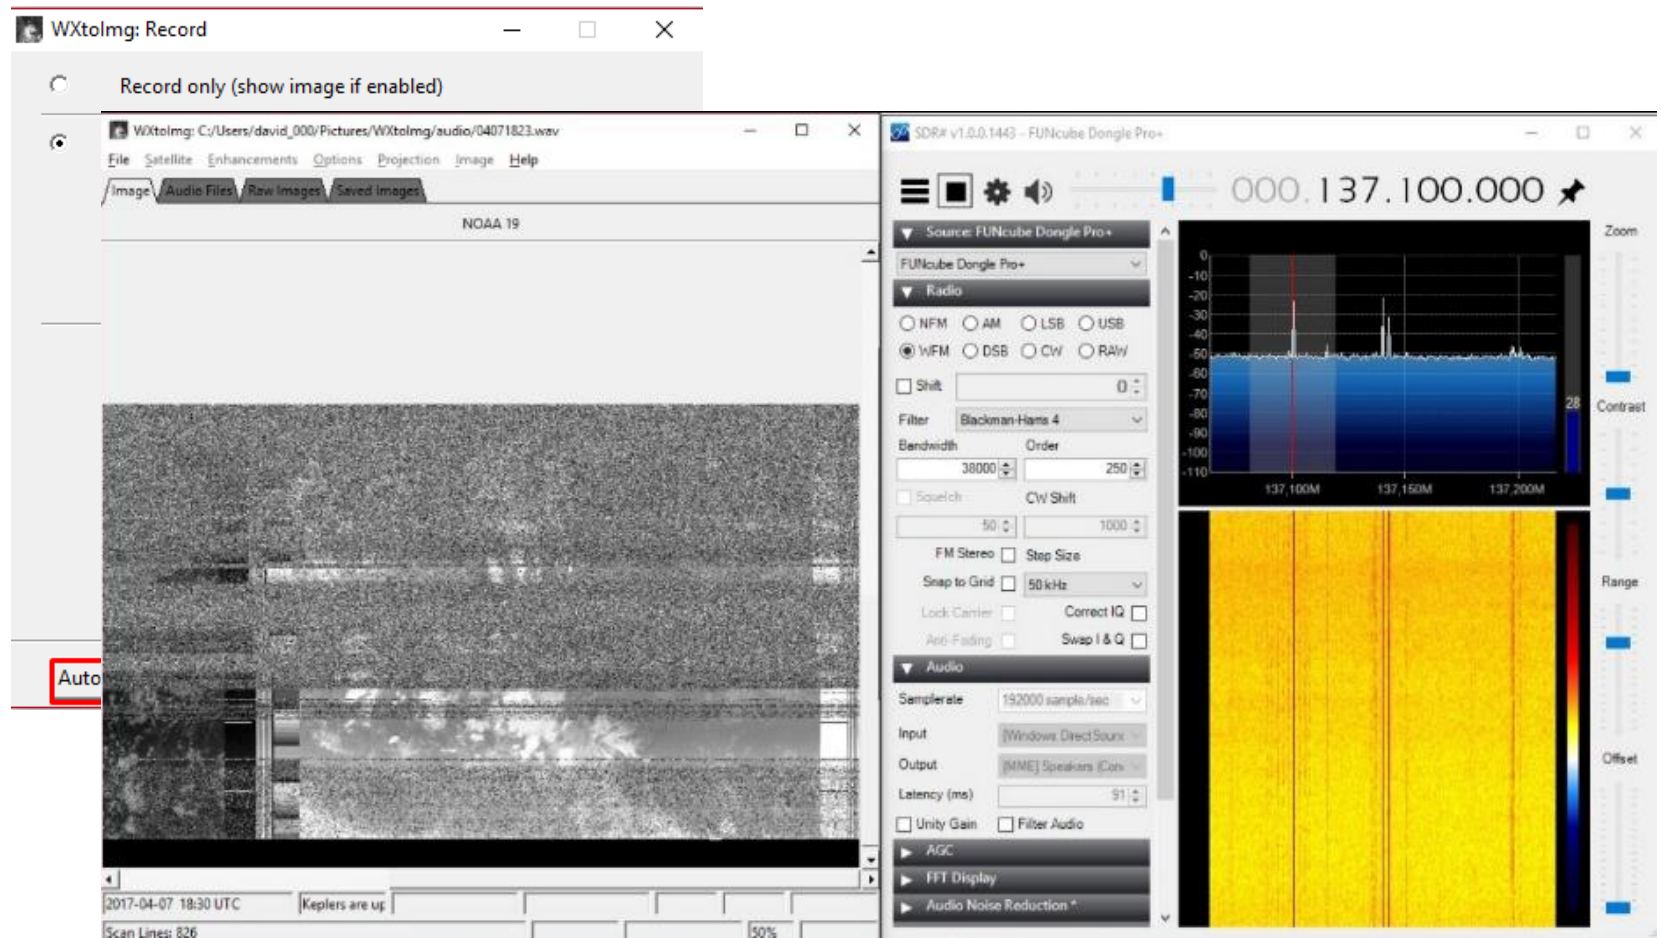 WXtoImg: Record
Record only (show image if enabled)
Auto
WXtoImg: C:/Users/david_000/Pictures/WXtoImg/audio/04071823.wav
File Satellite Enhancements Options Projection Image Help
Image Audio Files Raw Images Saved Images
NOAA 19
2017-04-07 18:30 UTC
Keplers are up
Scan Lines: 826
50%
SDR# v1.0.0.1443 - FUNcube Dongle Pro+
000.137.100.000
Source: FUNcube Dongle Pro+
FUNcube Dongle Pro+
Radio
NFM AM LSB USB
WFM DSB CW RAW
Shift 0
Filter Blackman-Harris 4
Bandwidth Order
38000 250
Squelch CW Shift
50 1000
FM Stereo Step Size
Snap to Grid 50 kHz
Lock Carrier Correct IQ
Anti-Fading Swap I & Q
Audio
Samplerate 192000 sample/sec
Input [Windows DirectSound
Output [MME] Speakers (Con
Latency (ms) 91
Unity Gain Filter Audio
AGC
FFT Display
Audio Noise Reduction *
0
-10
-20
-30
-40
-50
-60
-70
-80
-90
-100
-110
137,100M 137,150M 137,200M
28
Zoom
Contrast
Range
Offset